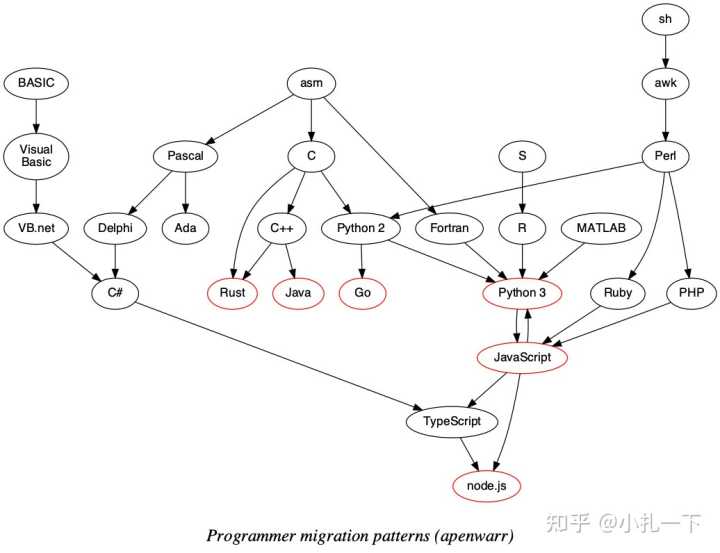 sh
BASIC
asm
awk
Visual
Basic
Pascal
C
S
Perl
VB.net
Delphi
Ada
C++
Python 2
Fortran
R
MATLAB
C#
Rust
Java
Go
Python 3
Ruby
PHP
JavaScript
TypeScript
node.js
知乎 @小扎一下
Programmer migration patterns (apenwarr)